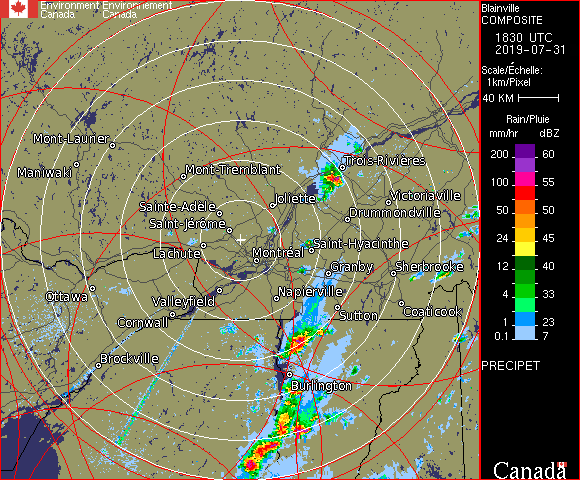 Environment Environnement
Canada Canada
Blainville
COMPOSITE
1830 UTC
2019-07-31
Scale/Échelle:
1km/Pixel
40 KM
Rain/Pluie
mm/hr dBZ
200 60
100 55
50 50
24 45
12 40
4 33
1 23
0.1 7
PRECIPET
Canada
Mont-Laurier
Maniwaki
Mont-Tremblant
Trois-Rivières
Joliette
Victoriaville
Sainte-Adèle
Drummondville
Saint-Jérôme
Saint-Hyacinthe
Lachute
Montréal
Granby
Sherbrooke
Ottawa
Valleyfield
Napierville
Coaticook
Cornwall
Sutton
Brockville
Burlington